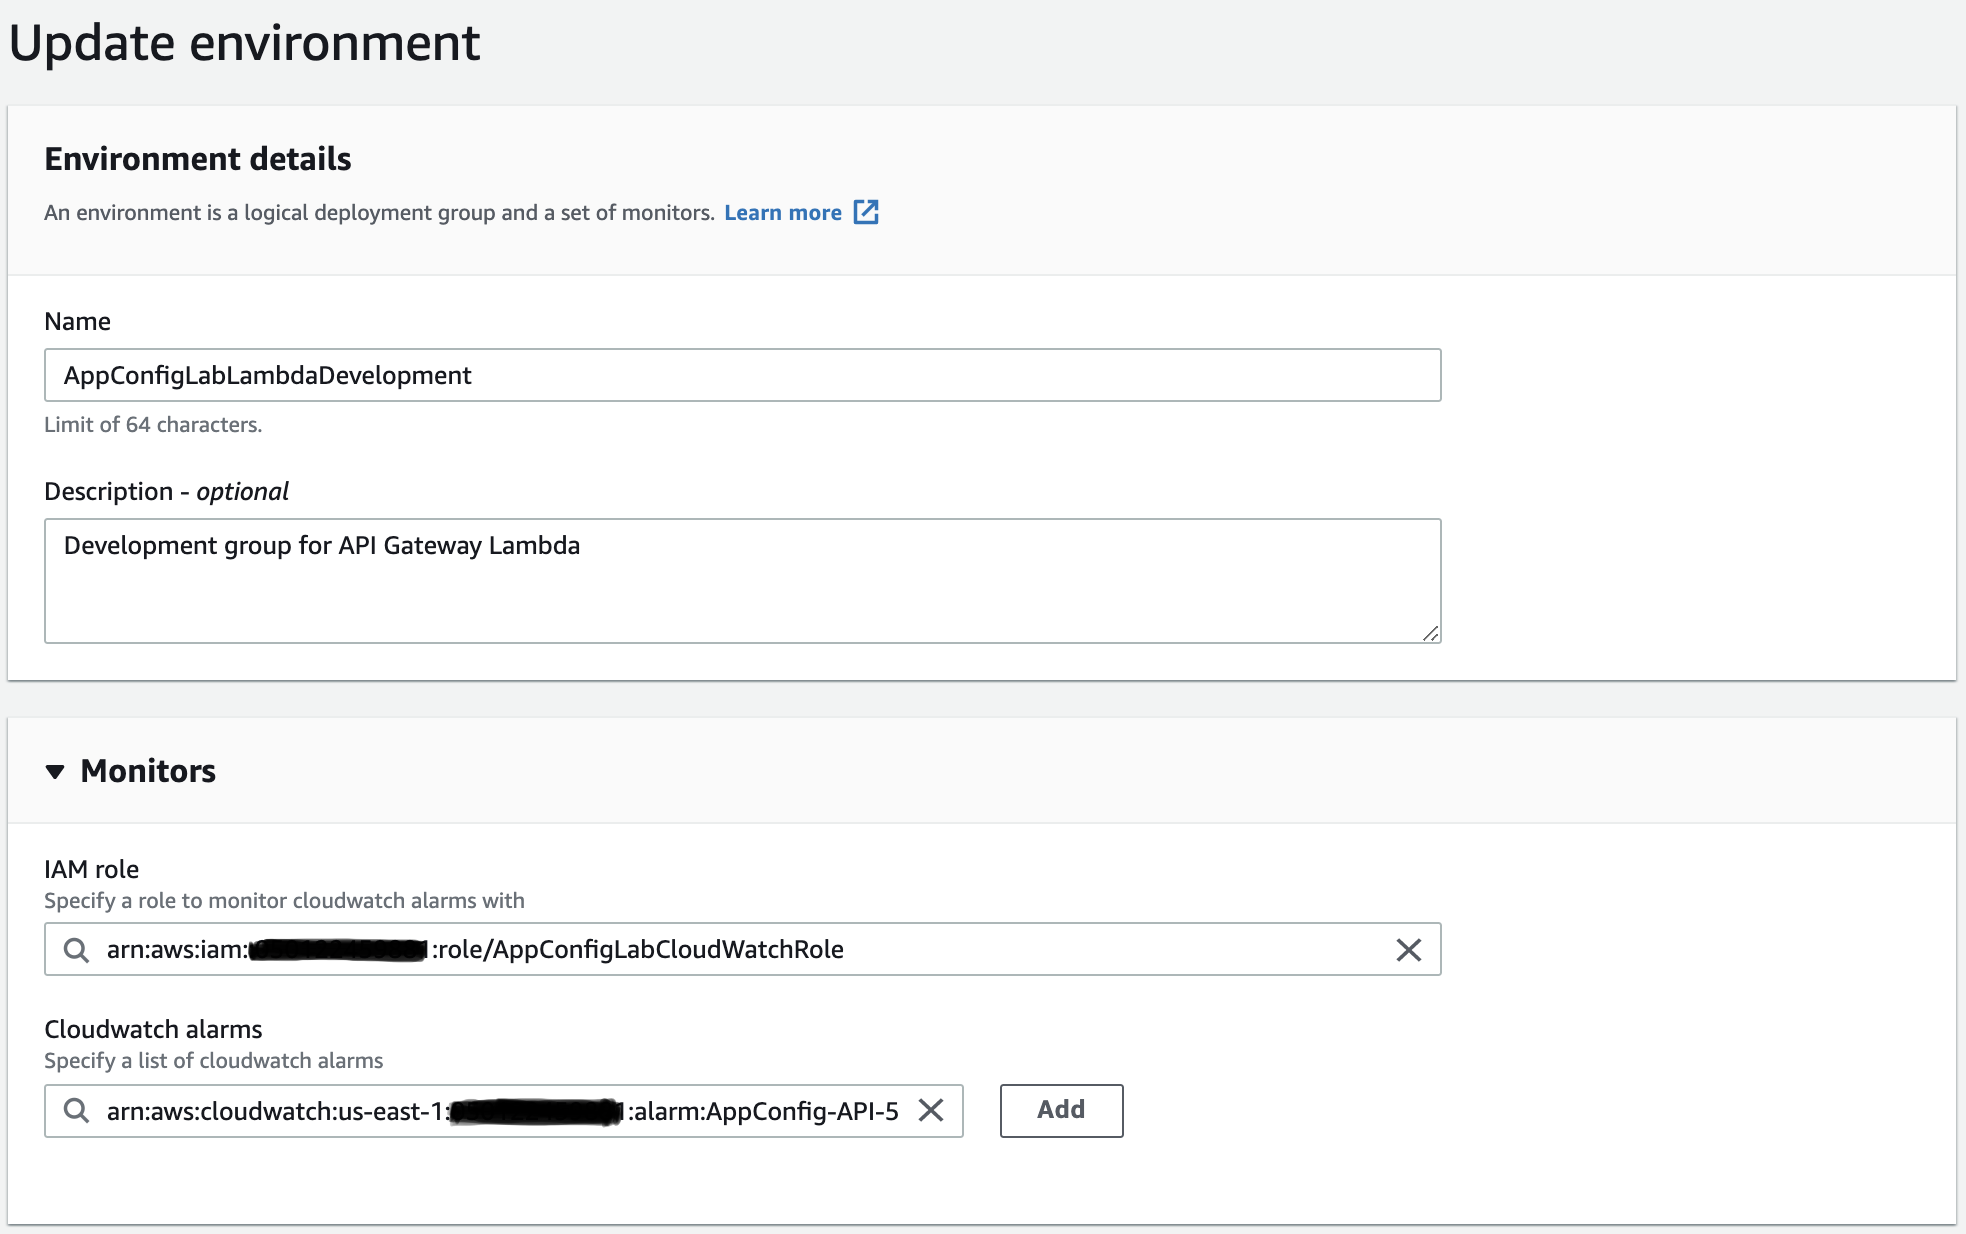 Update environment
Environment details
An environment is a logical deployment group and a set of monitors. Learn more
Name
AppConfigLabLambdaDevelopment
Limit of 64 characters.
Description - optional
Development group for API Gateway Lambda
Monitors
IAM role
Specify a role to monitor cloudwatch alarms with
arn:aws:iam: :role/AppConfigLabCloudWatchRole
Cloudwatch alarms
Specify a list of cloudwatch alarms
arn:aws:cloudwatch:us-east-1: :alarm:AppConfig-API-5
Add